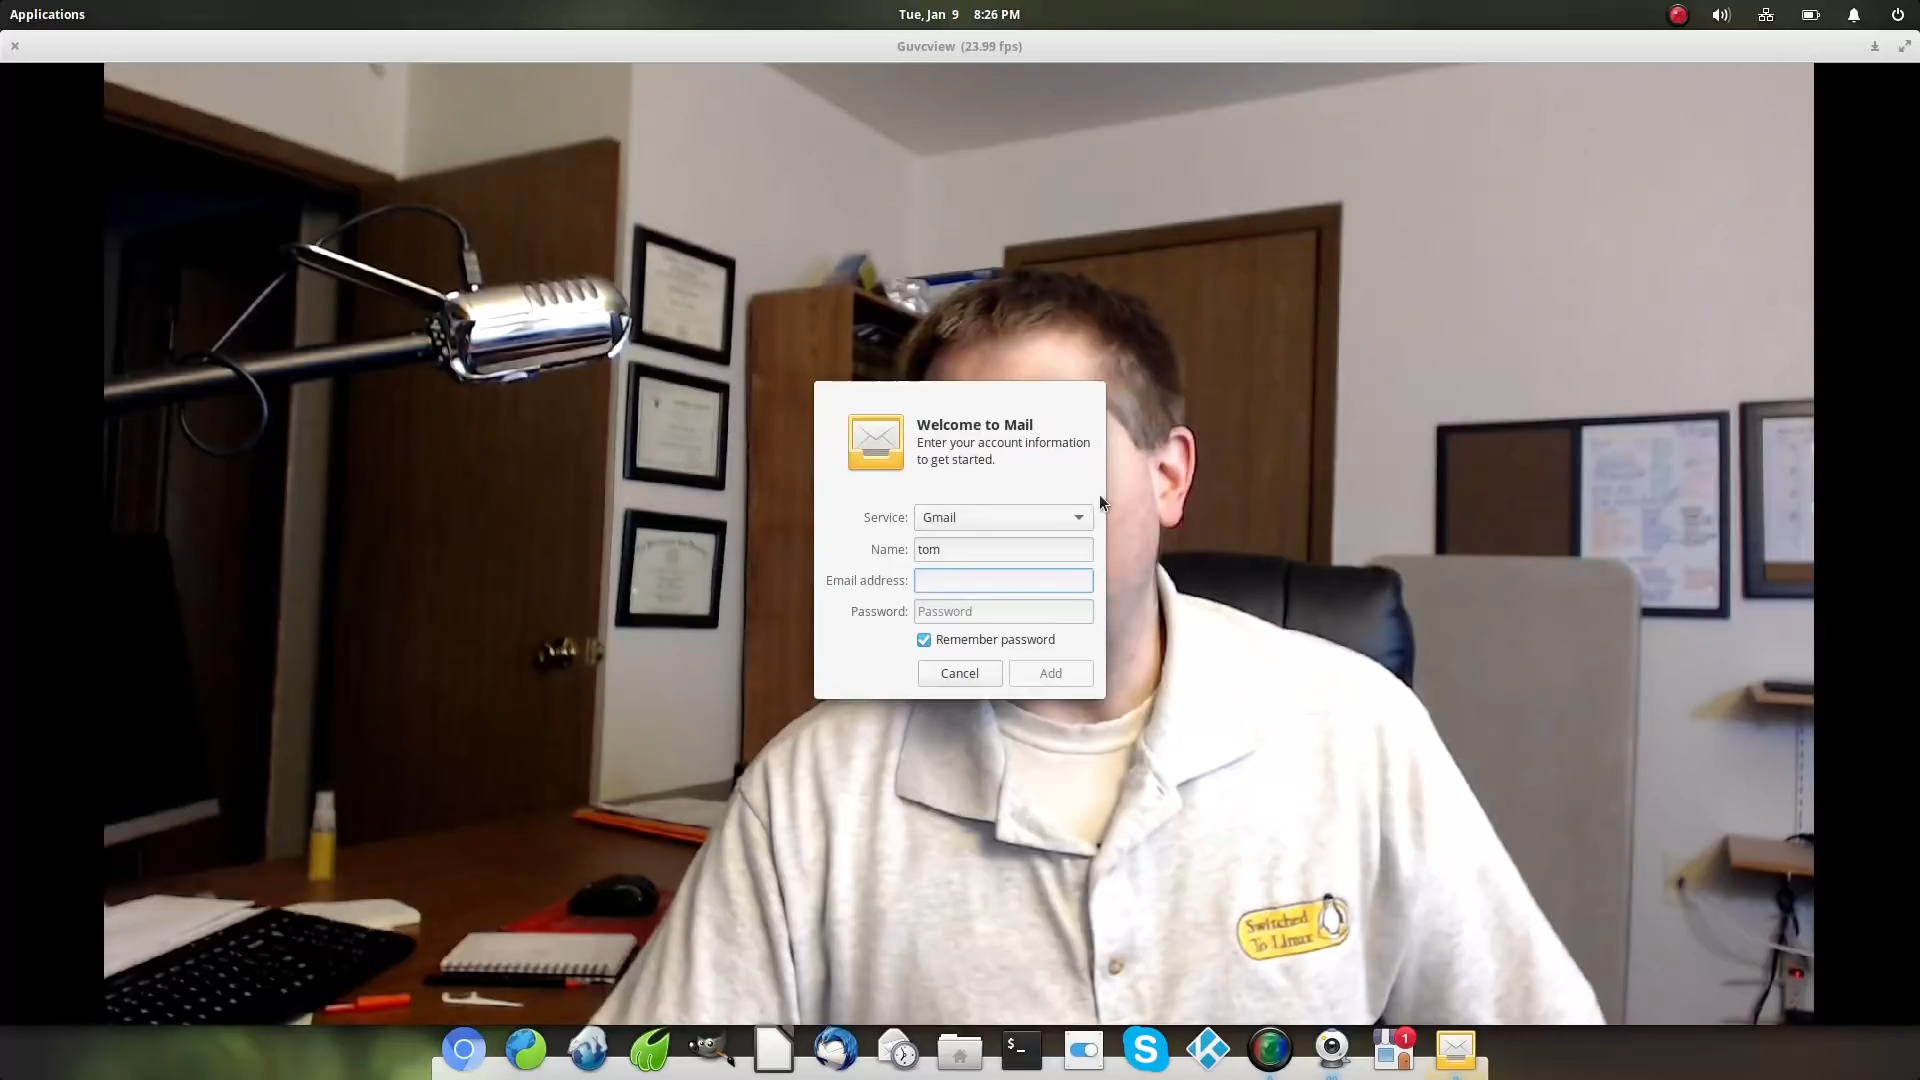 Applications
Tue, Jan 9 8:26 PM
Guvcview (23.99 fps)
Welcome to Mail
Enter your account information
to get started.
Service: Gmail
Name: tom
Email address:
Password: Password
Remember password
Cancel Add
Switched
To Linux
$_
1